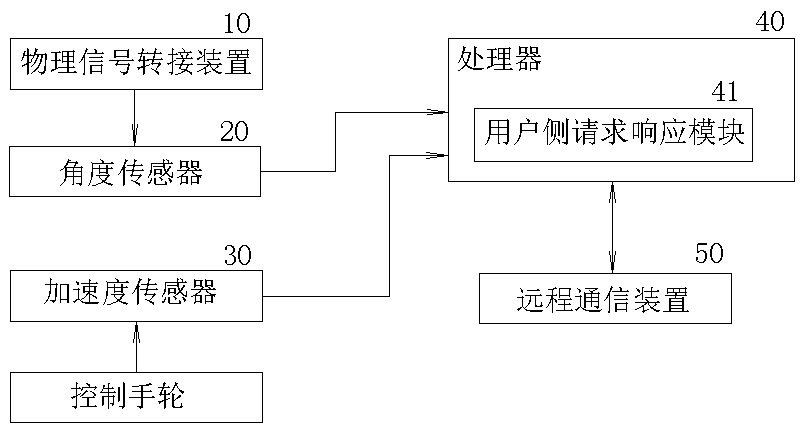 10
物理信号转接装置
20
角度传感器
30
加速度传感器
控制手轮
40
处理器
41
用户侧请求响应模块
50
远程通信装置